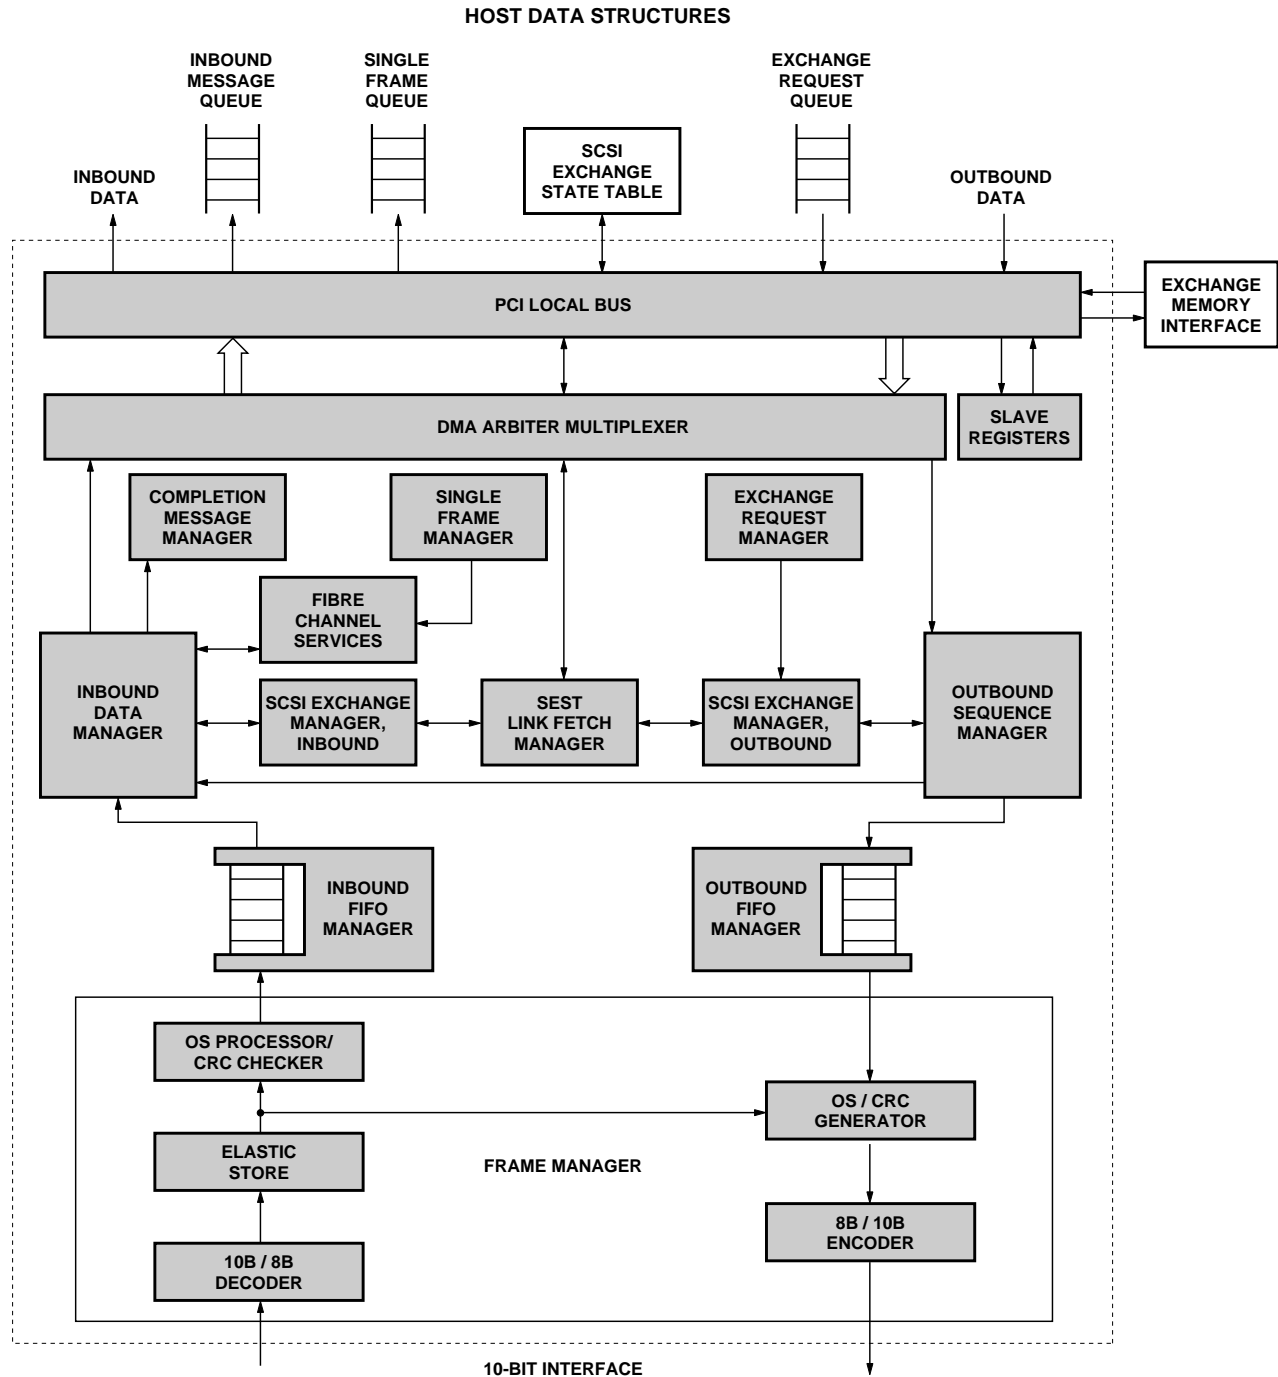 HOST DATA STRUCTURES
INBOUND
MESSAGE
QUEUE
SINGLE
FRAME
QUEUE
EXCHANGE
REQUEST
QUEUE
INBOUND
DATA
SCSI
EXCHANGE
STATE TABLE
OUTBOUND
DATA
PCI LOCAL BUS
EXCHANGE
MEMORY
INTERFACE
DMA ARBITER MULTIPLEXER
SLAVE
REGISTERS
COMPLETION
MESSAGE
MANAGER
SINGLE
FRAME
MANAGER
EXCHANGE
REQUEST
MANAGER
FIBRE
CHANNEL
SERVICES
INBOUND
DATA
MANAGER
SCSI EXCHANGE
MANAGER,
INBOUND
SEST
LINK FETCH
MANAGER
SCSI EXCHANGE
MANAGER,
OUTBOUND
OUTBOUND
SEQUENCE
MANAGER
INBOUND
FIFO
MANAGER
OUTBOUND
FIFO
MANAGER
OS PROCESSOR/
CRC CHECKER
OS / CRC
GENERATOR
ELASTIC
STORE
FRAME MANAGER
8B / 10B
ENCODER
10B / 8B
DECODER
10-BIT INTERFACE